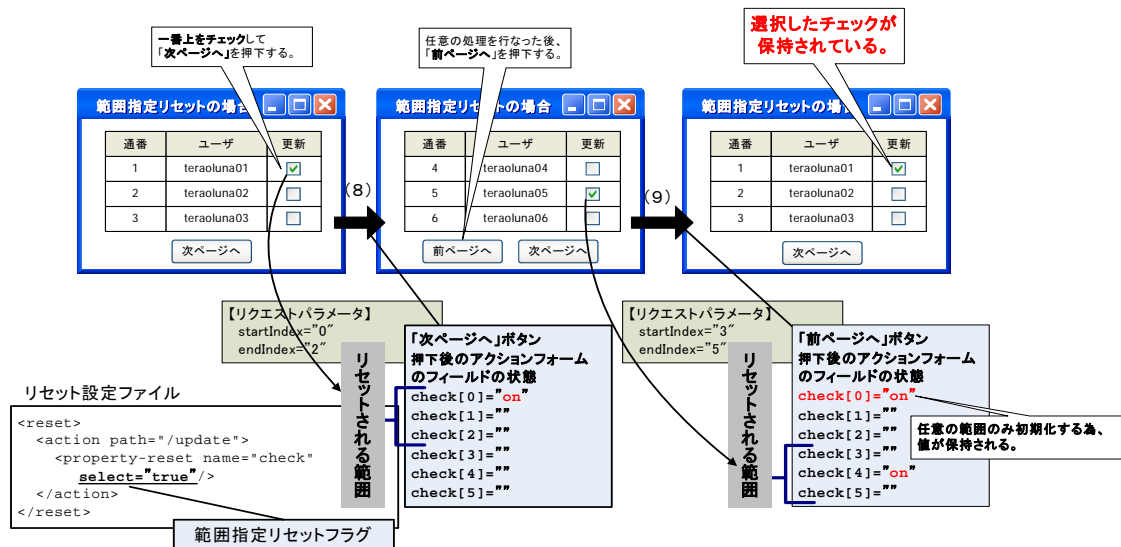 一番上をチェックして
「次ページへ」を押下する。
任意の処理を行なった後、
「前ページへ」を押下する。
選択したチェックが
保持されている。
範囲指定リセットの場合
通番 ユーザ 更新
1 teraoluna01
2 teraoluna02
3 teraoluna03
次ページへ
(8)
範囲指定リセットの場合
通番 ユーザ 更新
4 teraoluna04
5 teraoluna05
6 teraoluna06
前ページへ 次ページへ
(9)
範囲指定リセットの場合
通番 ユーザ 更新
1 teraoluna01
2 teraoluna02
3 teraoluna03
次ページへ
【リクエストパラメータ】
startIndex="0"
endIndex="2"
リセットされる範囲
「次ページへ」ボタン
押下後のアクションフォーム
のフィールドの状態
check[0]="on"
check[1]=""
check[2]=""
check[3]=""
check[4]=""
check[5]=""
【リクエストパラメータ】
startIndex="3"
endIndex="5"
リセットされる範囲
「前ページへ」ボタン
押下後のアクションフォーム
のフィールドの状態
check[0]="on"
check[1]=""
check[2]=""
check[3]=""
check[4]="on"
check[5]=""
任意の範囲のみ初期化する為、
値が保持される。
リセット設定ファイル
<reset>
<action path="/update">
<property-reset name="check"
select="true"/>
</action>
</reset>
範囲指定リセットフラグ